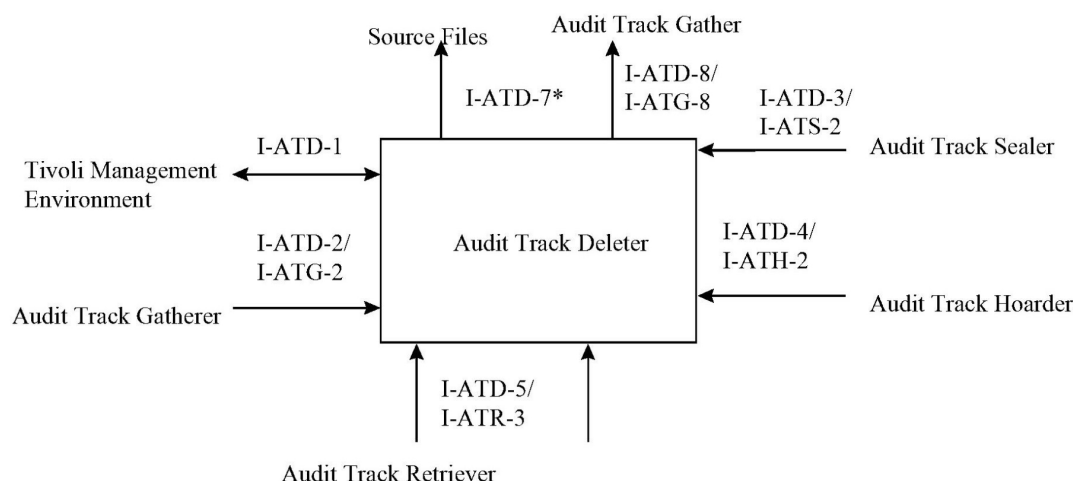 Source Files
Audit Track Gather
I-ATD-7*
I-ATD-8/
I-ATG-8
I-ATD-3/
I-ATS-2
I-ATD-1
Audit Track Sealer
Tivoli Management
Environment
I-ATD-2/
I-ATG-2
Audit Track Deleter
I-ATD-4/
I-ATH-2
Audit Track Gatherer
Audit Track Hoarder
I-ATD-5/
I-ATR-3
Audit Track Retriever